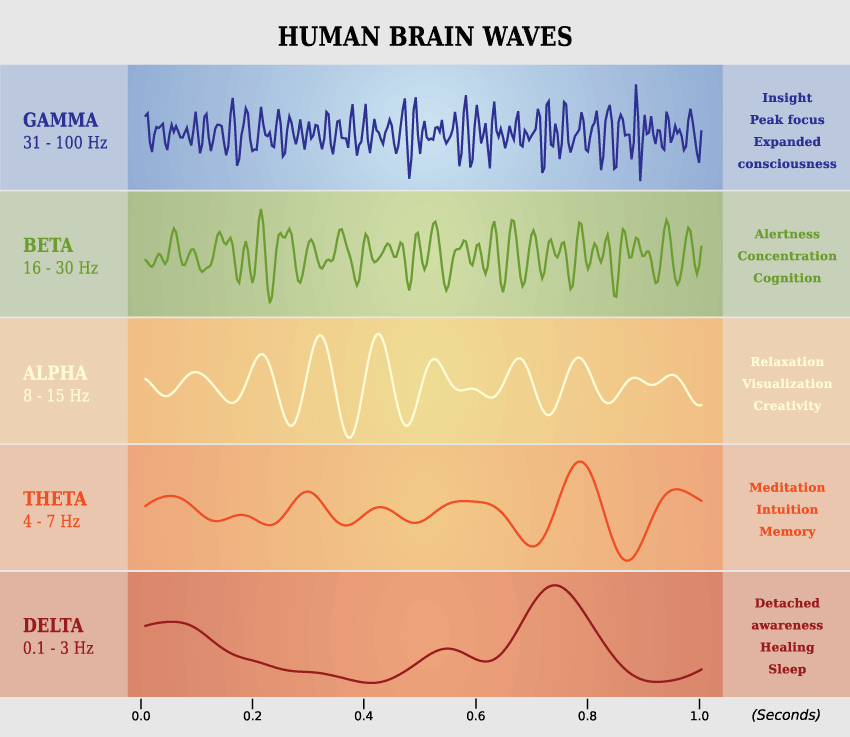 HUMAN BRAIN WAVES
GAMMA
31 - 100 Hz
Insight
Peak focus
Expanded
consciousness
BETA
16 - 30 Hz
Alertness
Concentration
Cognition
ALPHA
8 - 15 Hz
Relaxation
Visualization
Creativity
THETA
4 - 7 Hz
Meditation
Intuition
Memory
DELTA
0.1 - 3 Hz
Detached
awareness
Healing
Sleep
0.0 0.2 0.4 0.6 0.8 1.0 (Seconds)